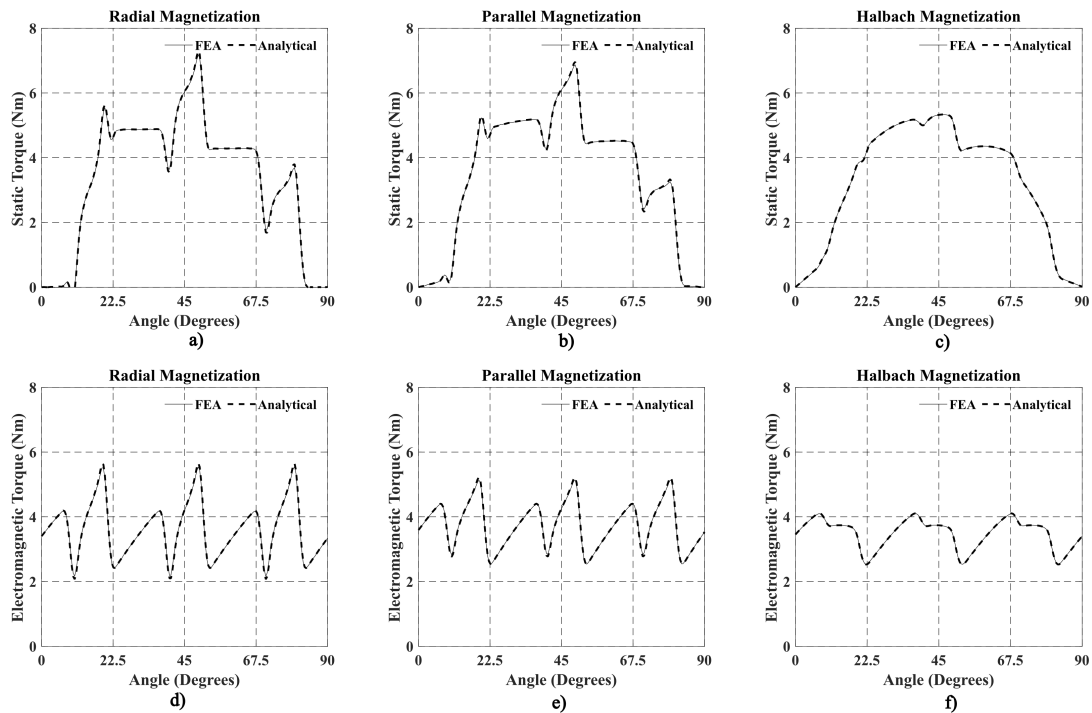 Radial Magnetization
Parallel Magnetization
Halbach Magnetization
8
6
4
2
0
Static Torque (Nm)
FEA Analytical
0 22.5 45 67.5 90
Angle (Degrees)
a)
8
6
4
2
0
Static Torque (Nm)
FEA Analytical
0 22.5 45 67.5 90
Angle (Degrees)
b)
8
6
4
2
0
Static Torque (Nm)
FEA Analytical
0 22.5 45 67.5 90
Angle (Degrees)
c)
Radial Magnetization
Parallel Magnetization
Halbach Magnetization
8
6
4
2
0
Electromagnetic Torque (Nm)
FEA Analytical
0 22.5 45 67.5 90
Angle (Degrees)
d)
8
6
4
2
0
Electromagnetic Torque (Nm)
FEA Analytical
0 22.5 45 67.5 90
Angle (Degrees)
e)
8
6
4
2
0
Electromagnetic Torque (Nm)
FEA Analytical
0 22.5 45 67.5 90
Angle (Degrees)
f)